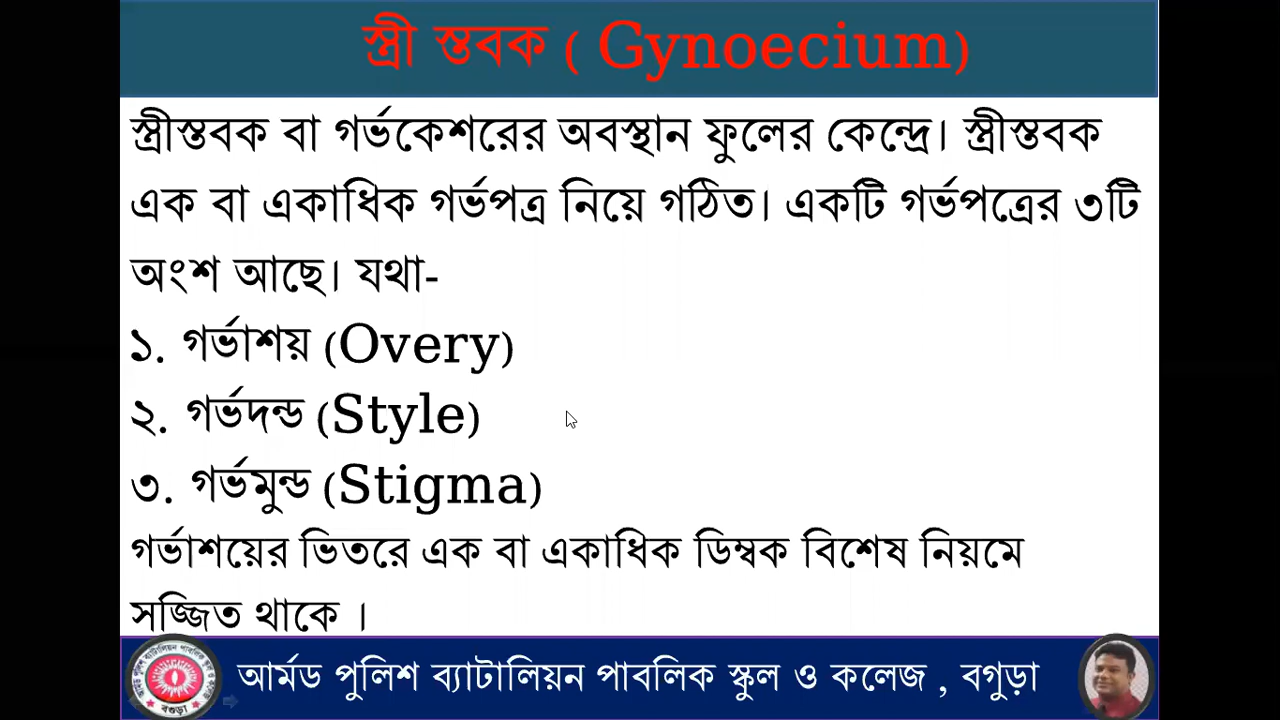 স্ত্রী স্তবক ( Gynoecium)
স্ত্রীস্তবক বা গর্ভকেশরের অবস্থান ফুলের কেন্দ্রে। স্ত্রীস্তবক
এক বা একাধিক গর্ভপত্র নিয়ে গঠিত। একটি গর্ভপত্রের ৩টি
অংশ আছে। যথা-
১. গর্ভাশয় (Overy)
২. গর্ভদন্ড (Style)
৩. গর্ভমুন্ড (Stigma)
গর্ভাশয়ের ভিতরে এক বা একাধিক ডিম্বক বিশেষ নিয়মে
সজ্জিত থাকে ।
আর্মড পুলিশ ব্যাটালিয়ন পাবলিক স্কুল ও কলেজ , বগুড়া
বগুড়া